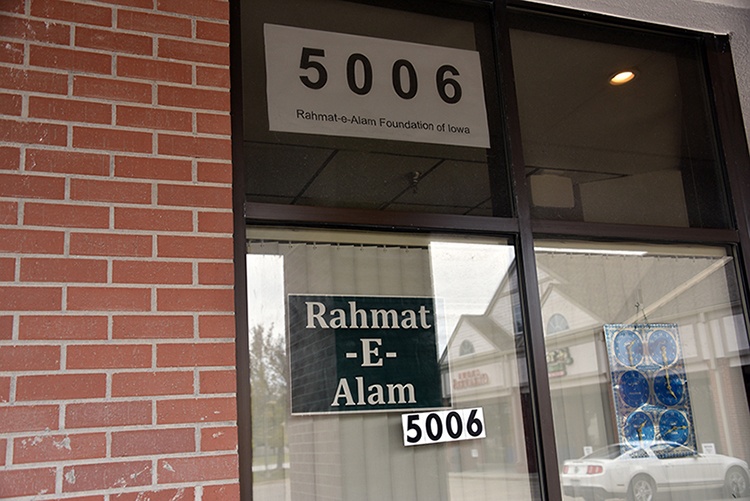 5006
Rahmat-e-Alam Foundation of Iowa
Rahmat
-E-
Alam
5006